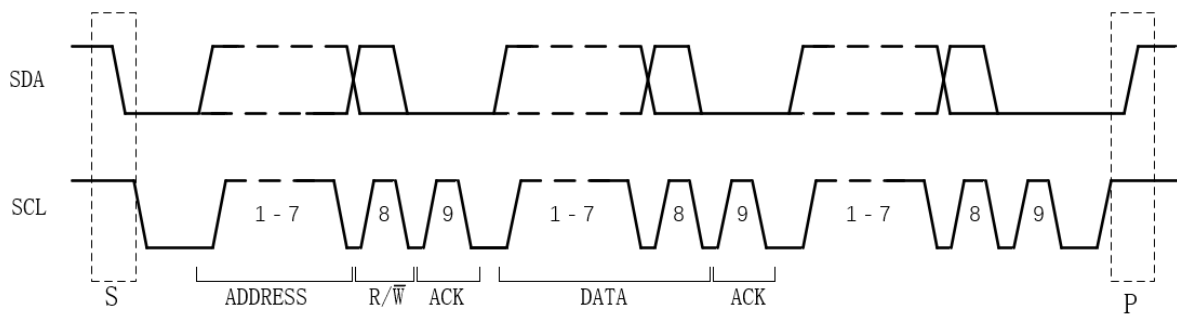 SDA
SCL
1-7 8 9 1-7 8 9 1-7 8 9
S ADDRESS R/W̅ ACK DATA ACK P